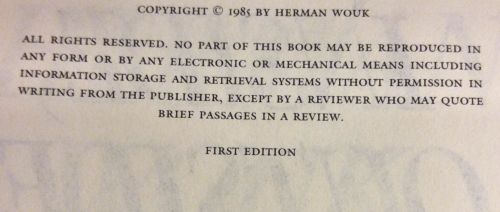 COPYRIGHT © 1985 BY HERMAN WOUK
ALL RIGHTS RESERVED. NO PART OF THIS BOOK MAY BE REPRODUCED IN
ANY FORM OR BY ANY ELECTRONIC OR MECHANICAL MEANS INCLUDING
INFORMATION STORAGE AND RETRIEVAL SYSTEMS WITHOUT PERMISSION IN
WRITING FROM THE PUBLISHER, EXCEPT BY A REVIEWER WHO MAY QUOTE
BRIEF PASSAGES IN A REVIEW.
FIRST EDITION